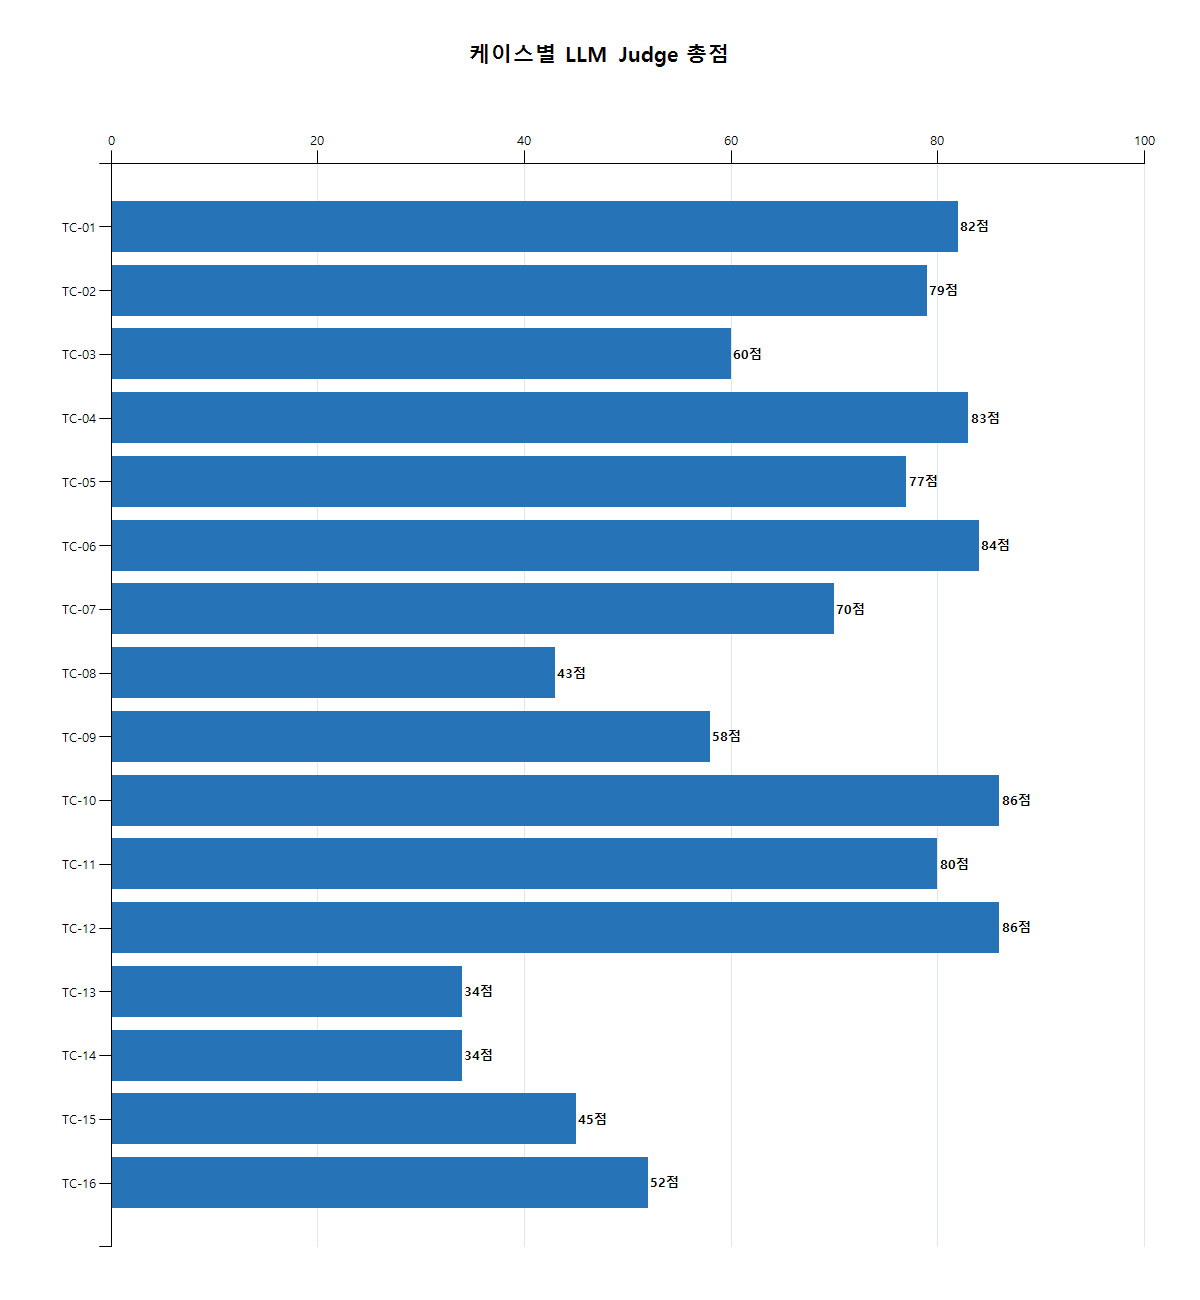 케이스별 LLM Judge 총점
0 20 40 60 80 100
TC-01 82점
TC-02 79점
TC-03 60점
TC-04 83점
TC-05 77점
TC-06 84점
TC-07 70점
TC-08 43점
TC-09 58점
TC-10 86점
TC-11 80점
TC-12 86점
TC-13 34점
TC-14 34점
TC-15 45점
TC-16 52점